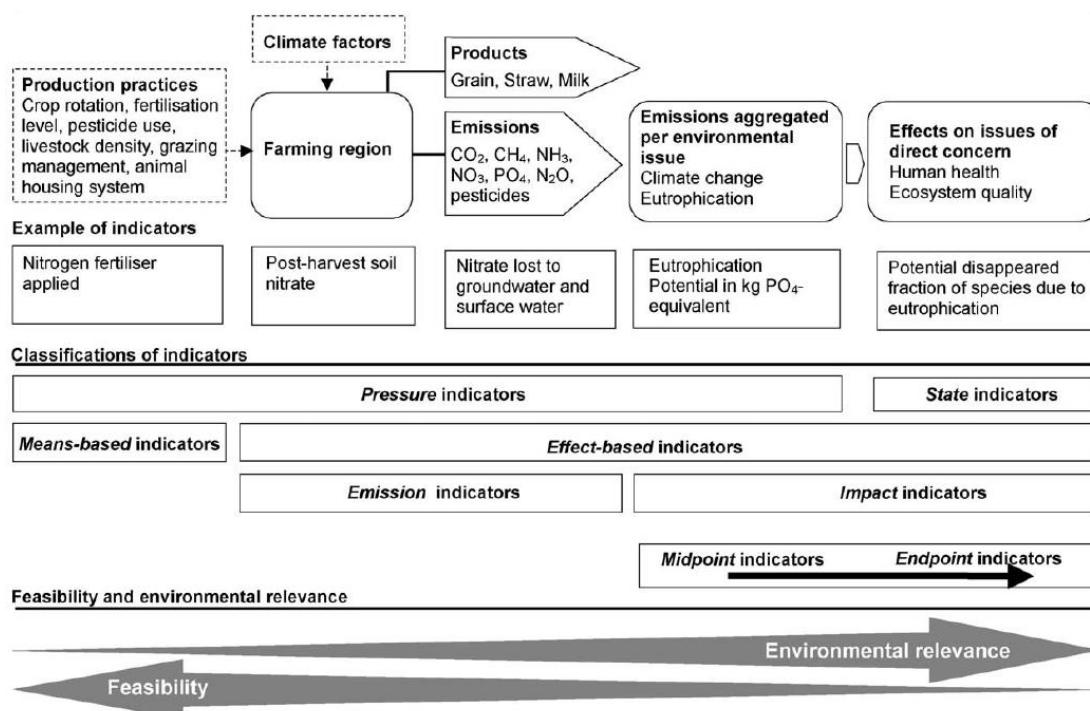 Climate factors
Products
Grain, Straw, Milk
Production practices
Crop rotation, fertilisation
level, pesticide use,
livestock density, grazing
management, animal
housing system
Farming region
Emissions
CO₂, CH₄, NH₃,
NO₃, PO₄, N₂O,
pesticides
Emissions aggregated
per environmental
issue
Climate change
Eutrophication
Effects on issues of
direct concern
Human health
Ecosystem quality
Example of indicators
Nitrogen fertiliser
applied
Post-harvest soil
nitrate
Nitrate lost to
groundwater and
surface water
Eutrophication
Potential in kg PO₄-
equivalent
Potential disappeared
fraction of species due to
eutrophication
Classifications of indicators
Pressure indicators
State indicators
Means-based indicators
Effect-based indicators
Emission indicators
Impact indicators
Midpoint indicators
Endpoint indicators
Feasibility and environmental relevance
Environmental relevance
Feasibility